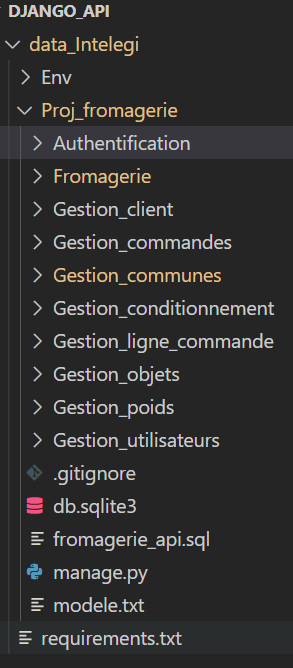 DJANGO_API
data_Intelegi
Env
Proj_fromagerie
Authentification
Fromagerie
Gestion_client
Gestion_commandes
Gestion_communes
Gestion_conditionnement
Gestion_ligne_commande
Gestion_objets
Gestion_poids
Gestion_utilisateurs
.gitignore
db.sqlite3
fromagerie_api.sql
manage.py
modele.txt
requirements.txt